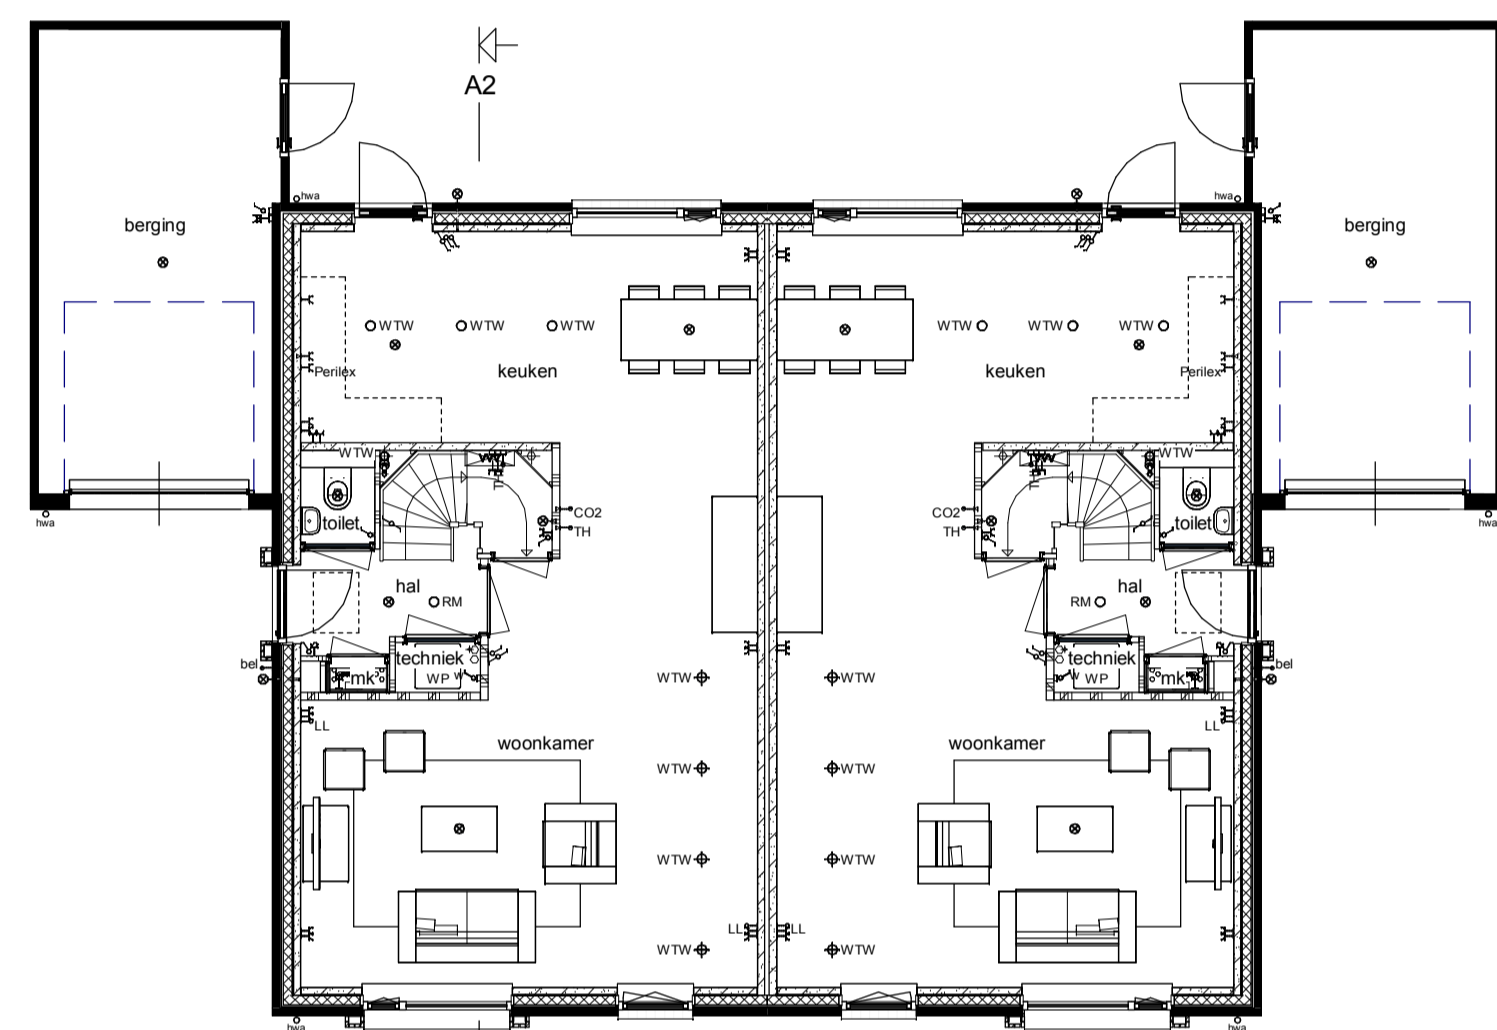 A2
hwa hwa
berging berging
WTW WTW WTW WTW WTW WTW
Perilex keuken keuken Perilex
WTW WTW
CO2 CO2
hwa toilet TH TH toilet hwa
hal hal
RM RM
bel techniek techniek bel
mk WP W W WP mk
WTW WTW
LL LL
woonkamer woonkamer
WTW WTW
WTW WTW
LL LL
WTW WTW
hwa hwa